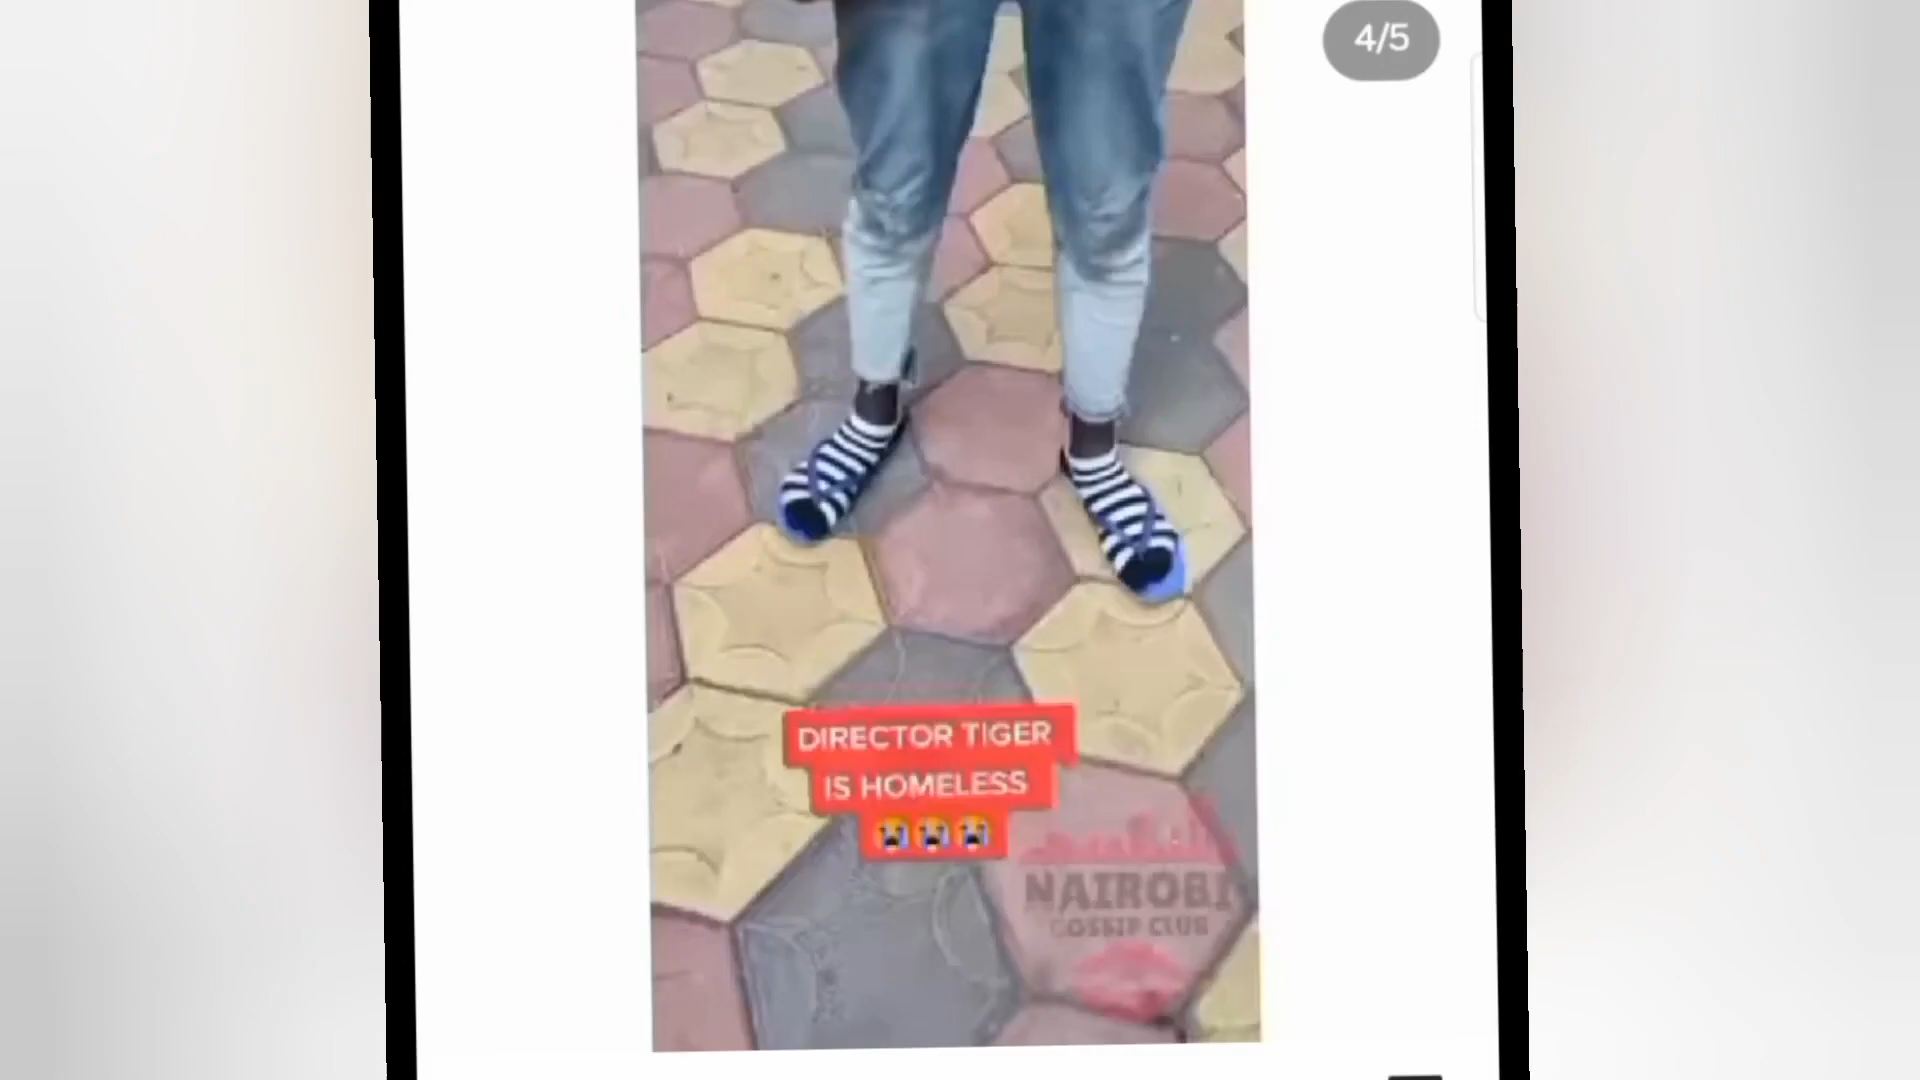 4/5
DIRECTOR TIGER
IS HOMELESS
😭😭😭
NAIROBI
GOSSIP CLUB